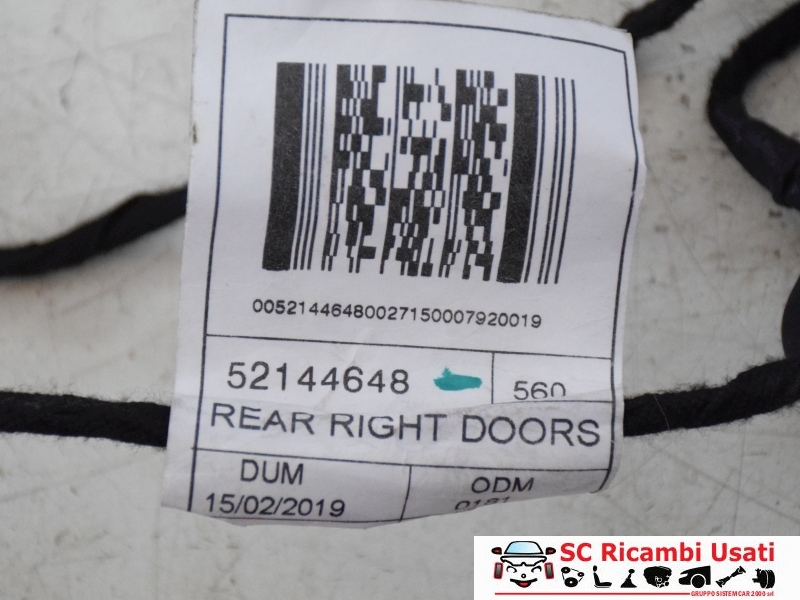 00521446480027150007920019
52144648 560
REAR RIGHT DOORS
DUM ODM
15/02/2019
SC Ricambi Usati
GRUPPO SISTEMCAR 2000 srl